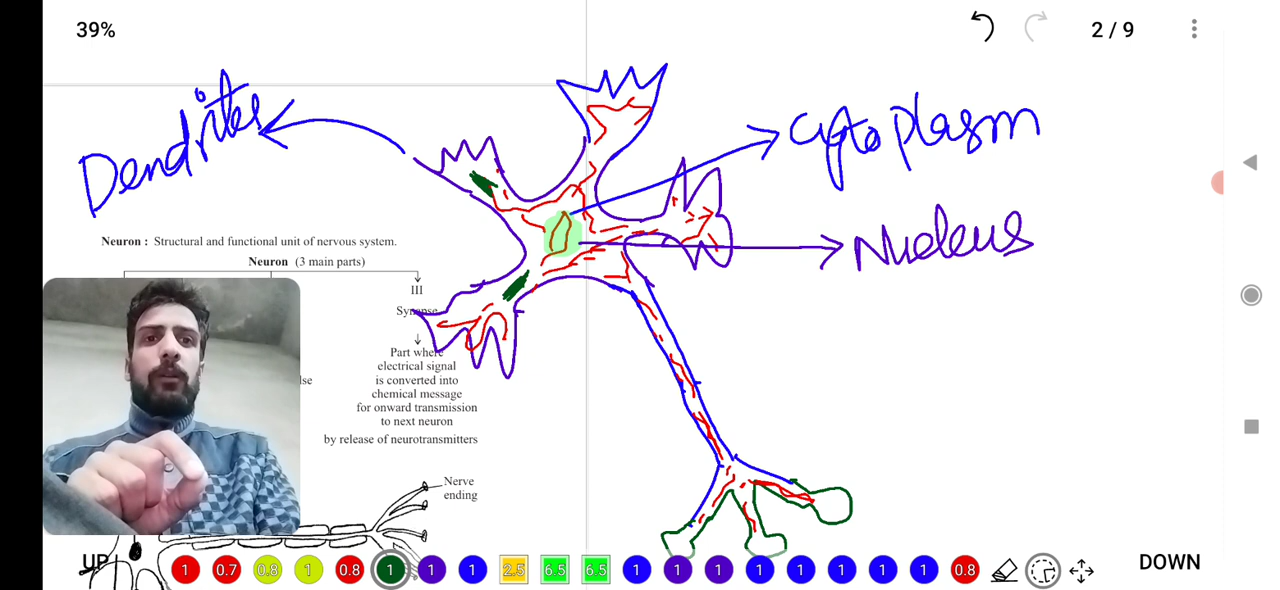 39%
2 / 9
Dendrites
Cytoplasm
Nucleus
Neuron : Structural and functional unit of nervous system.
Neuron (3 main parts)
III
Synapse
Part where
electrical signal
is converted into
chemical message
for onward transmission
to next neuron
by release of neurotransmitters
lse
Nerve
ending
UP
1 0.7 0.8 1 0.8 1 1 1 2.5 6.5 6.5 1 1 1 1 1 1 1 1 0.8
DOWN